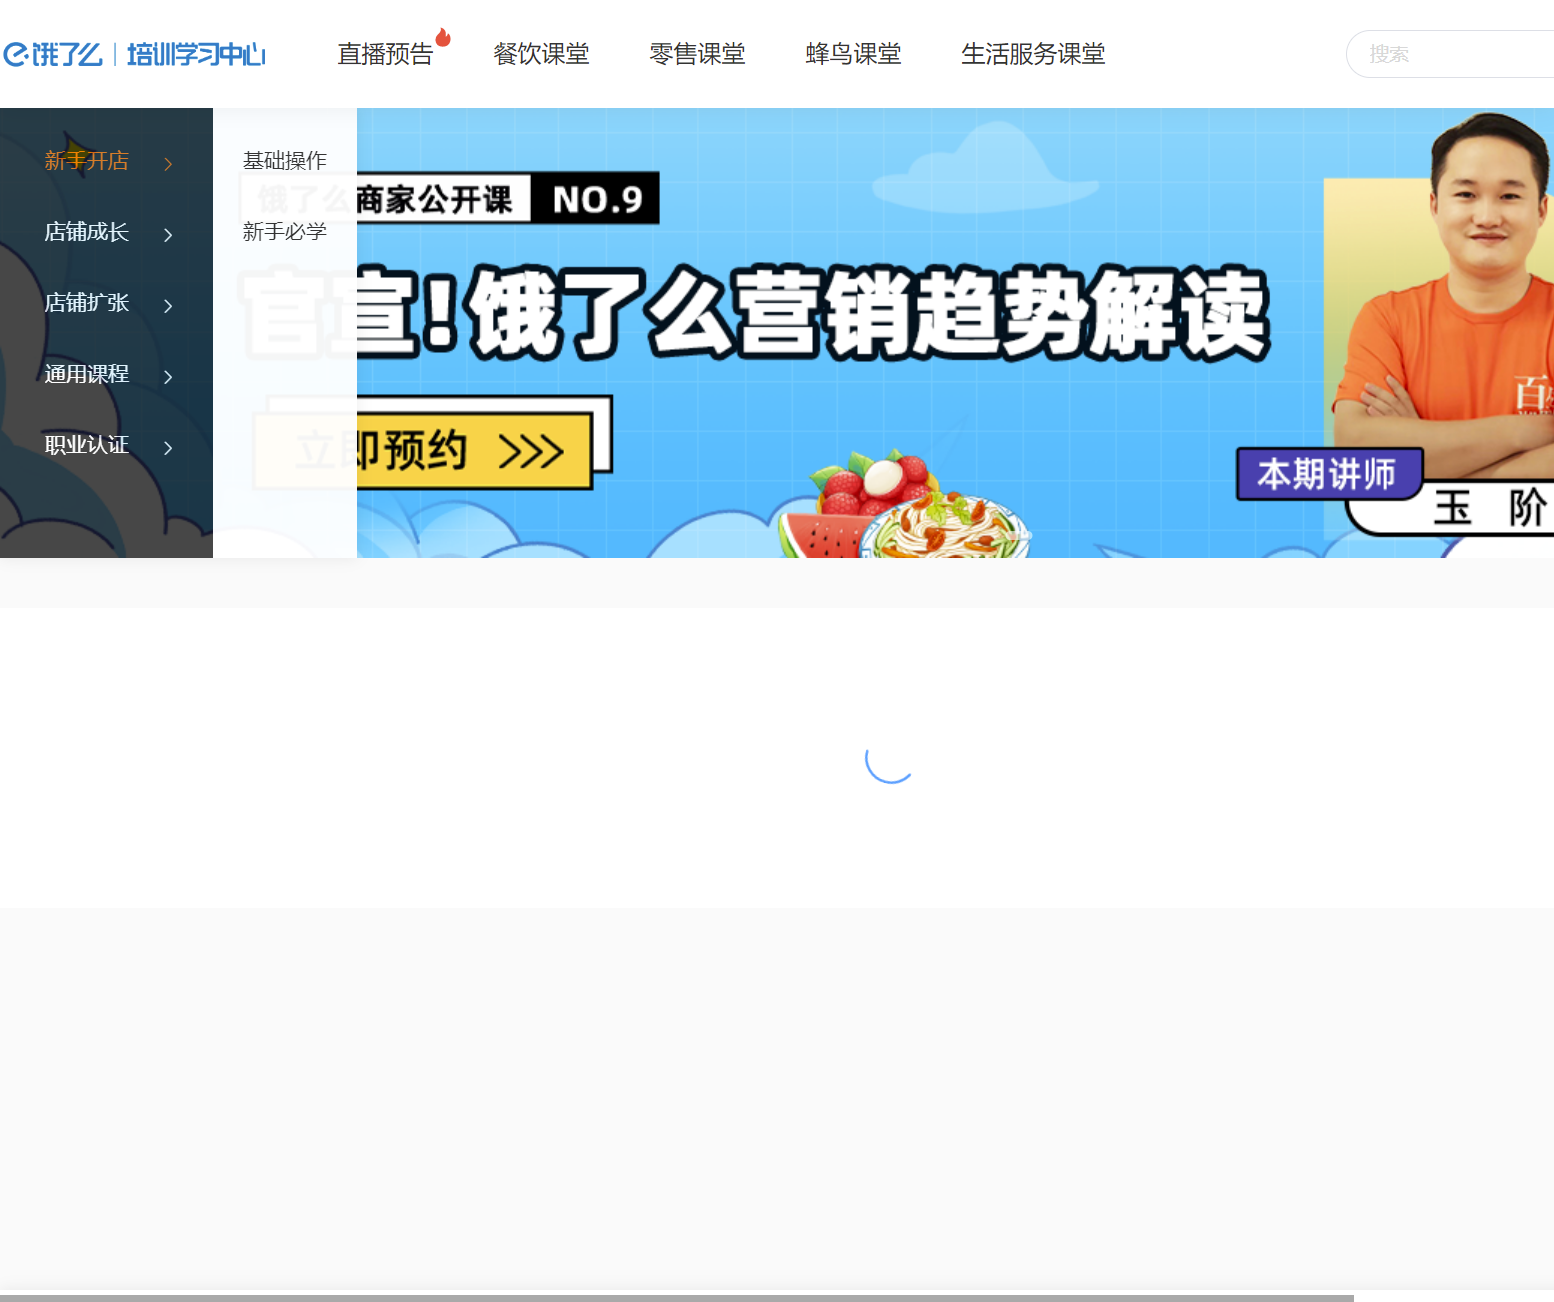 饿了么 | 培训学习中心
直播预告
餐饮课堂
零售课堂
蜂鸟课堂
生活服务课堂
搜索
新手开店
店铺成长
店铺扩张
通用课程
职业认证
基础操作
新手必学
饿了么商家公开课 NO.9
官宣!饿了么营销趋势解读
立即预约 >>>
本期讲师
玉 阶